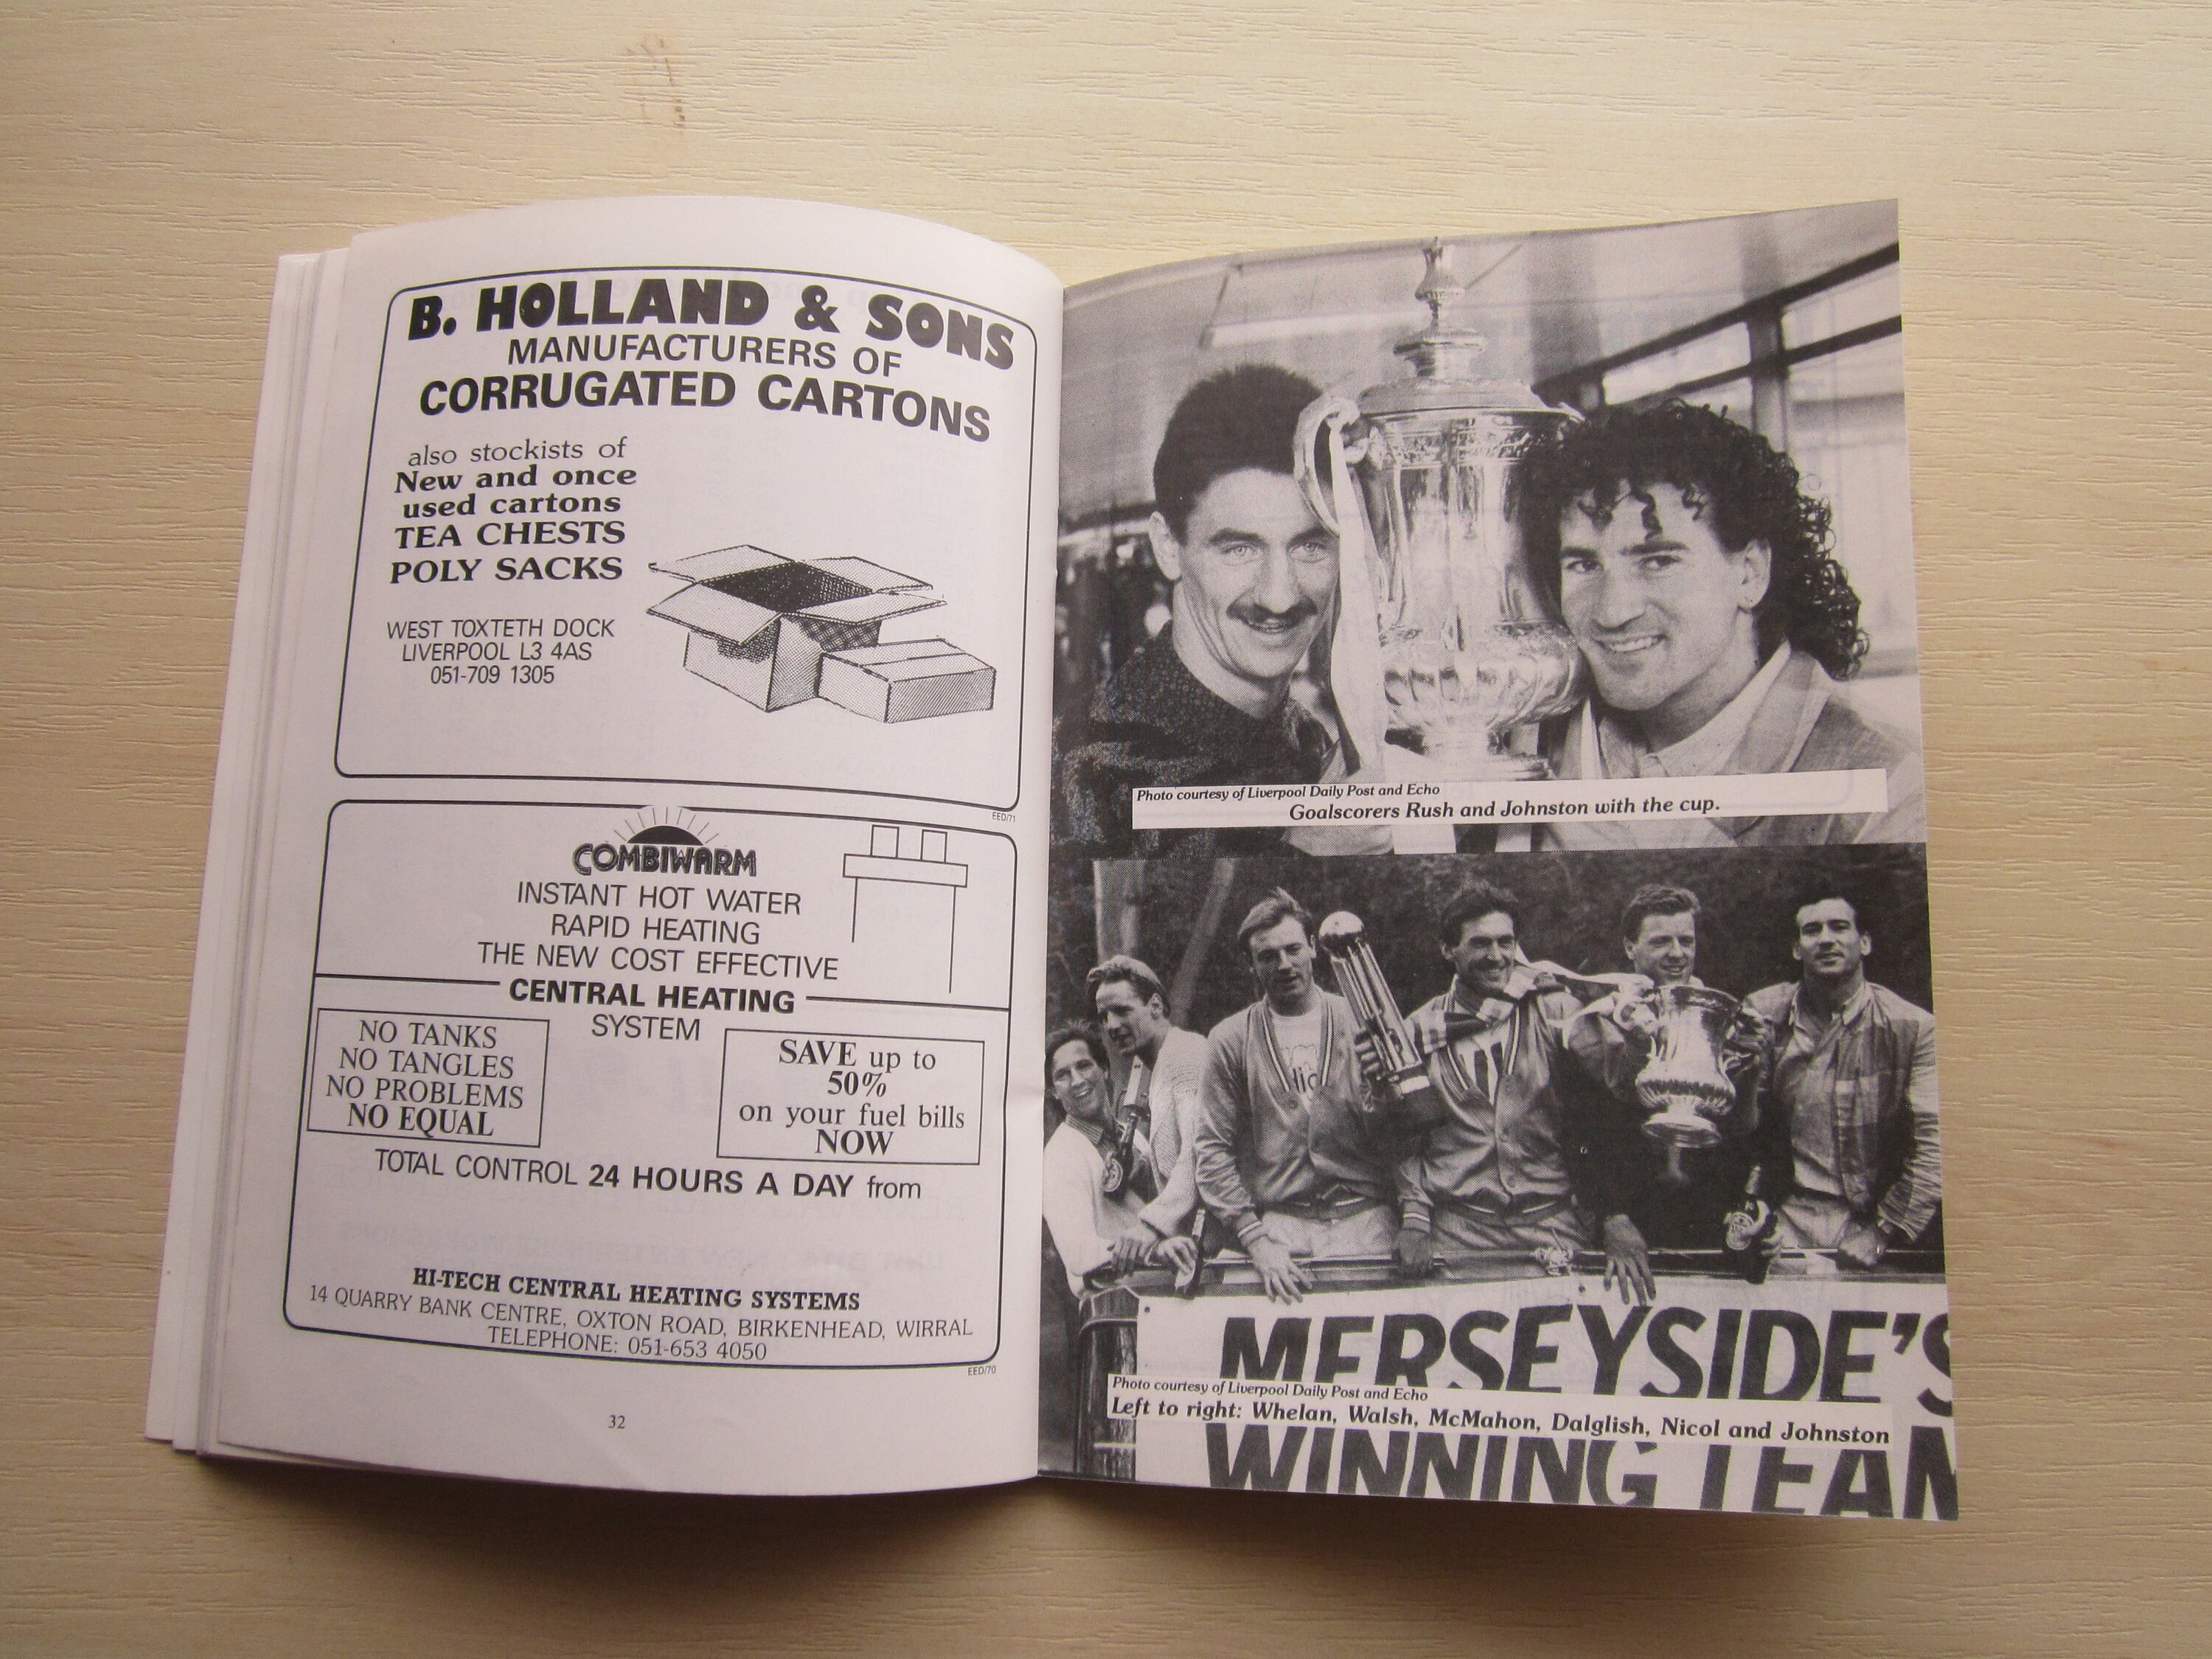 B. HOLLAND & SONS
MANUFACTURERS OF
CORRUGATED CARTONS
also stockists of
New and once
used cartons
TEA CHESTS
POLY SACKS
WEST TOXTETH DOCK
LIVERPOOL L3 4AS
051-709 1305
EED/71
COMBIWARM
INSTANT HOT WATER
RAPID HEATING
THE NEW COST EFFECTIVE
CENTRAL HEATING
SYSTEM
NO TANKS
NO TANGLES
NO PROBLEMS
NO EQUAL
SAVE up to
50%
on your fuel bills
NOW
TOTAL CONTROL 24 HOURS A DAY from
HI-TECH CENTRAL HEATING SYSTEMS
14 QUARRY BANK CENTRE, OXTON ROAD, BIRKENHEAD, WIRRAL
TELEPHONE: 051-653 4050
EED/70
32
Photo courtesy of Liverpool Daily Post and Echo
Goalscorers Rush and Johnston with the cup.
MERSEYSIDE'S
Photo courtesy of Liverpool Daily Post and Echo
Left to right: Whelan, Walsh, McMahon, Dalglish, Nicol and Johnston
WINNING TEAM